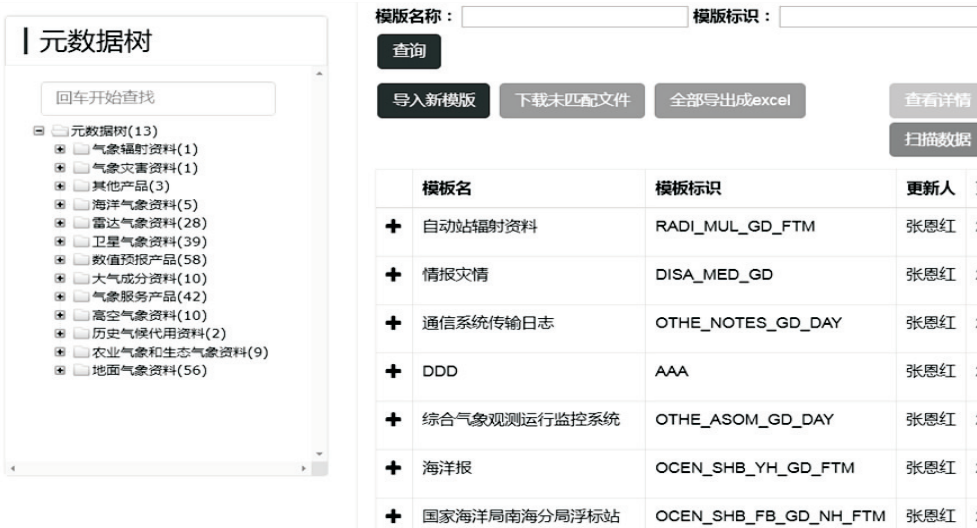 元数据树
回车开始查找
元数据树(13)
气象辐射资料(1)
气象灾害资料(1)
其他产品(3)
海洋气象资料(5)
雷达气象资料(28)
卫星气象资料(39)
数值预报产品(58)
大气成分资料(10)
气象服务产品(42)
高空气象资料(10)
历史气候代用资料(2)
农业气象和生态气象资料(9)
地面气象资料(56)
模版名称： 模版标识：
查询
导入新模版 下载未匹配文件 全部导出成excel 查看详情
扫描数据
模板名 模板标识 更新人
自动站辐射资料 RADI_MUL_GD_FTM 张恩红
情报灾情 DISA_MED_GD 张恩红
通信系统传输日志 OTHE_NOTES_GD_DAY 张恩红
DDD AAA 张恩红
综合气象观测运行监控系统 OTHE_ASOM_GD_DAY 张恩红
海洋报 OCEN_SHB_YH_GD_FTM 张恩红
国家海洋局南海分局浮标站 OCEN_SHB_FB_GD_NH_FTM 张恩红